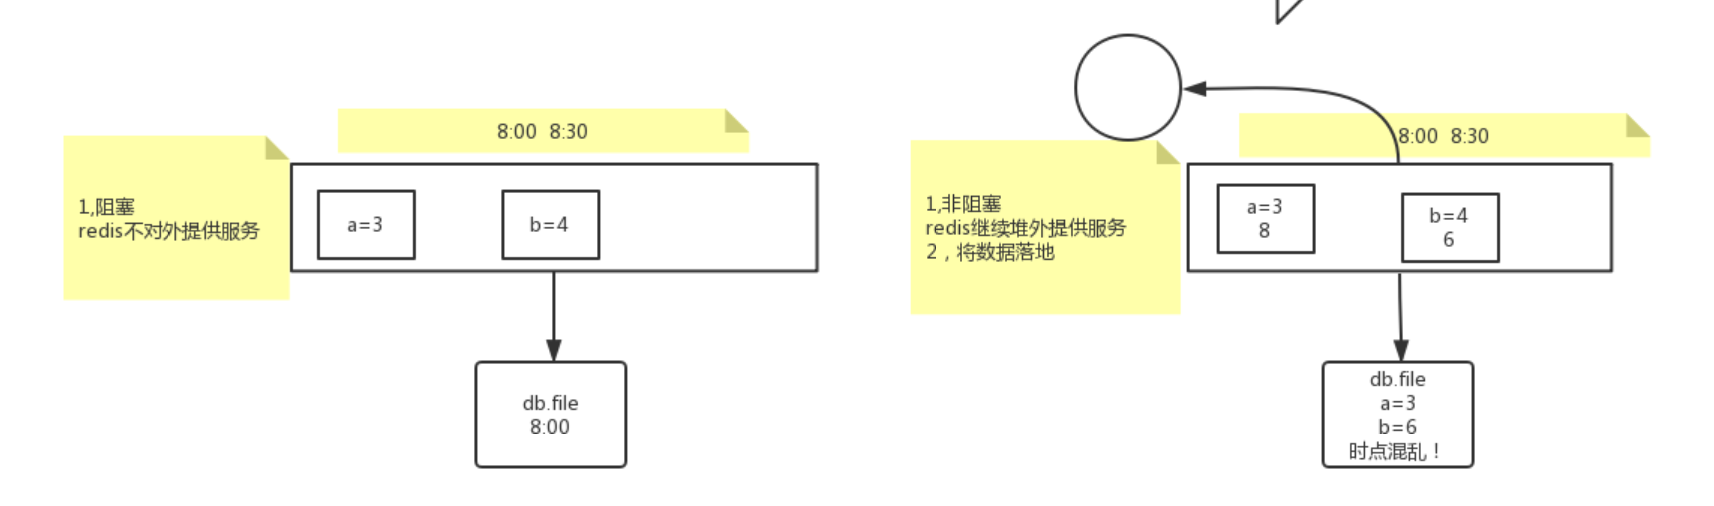 8:00 8:30
1,阻塞
redis不对外提供服务
a=3
b=4
db.file
8:00
8:00 8:30
1,非阻塞
redis继续堆外提供服务
2，将数据落地
a=3
8
b=4
6
db.file
a=3
b=6
时点混乱！